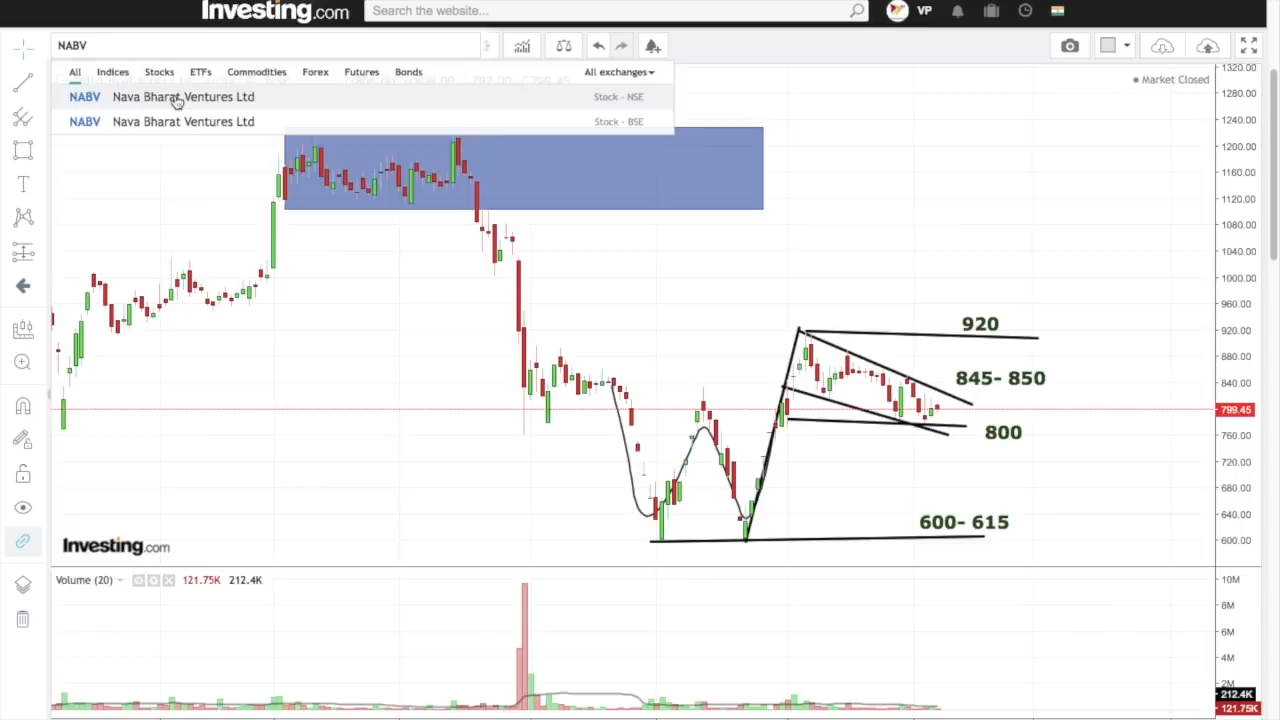 Investing.com
Search the website...
VP
NABV
All Indices Stocks ETFs Commodities Forex Futures Bonds All exchanges
NABV Nava Bharat Ventures Ltd Stock - NSE
NABV Nava Bharat Ventures Ltd Stock - BSE
Market Closed
1320.00
1280.00
1240.00
1200.00
1160.00
1120.00
1080.00
1040.00
1000.00
960.00
920.00
880.00
840.00
799.45
760.00
720.00
680.00
640.00
600.00
920
845- 850
800
600- 615
Investing.com
Volume (20) 121.75K 212.4K
10M
8M
6M
4M
2M
212.4K
121.75K